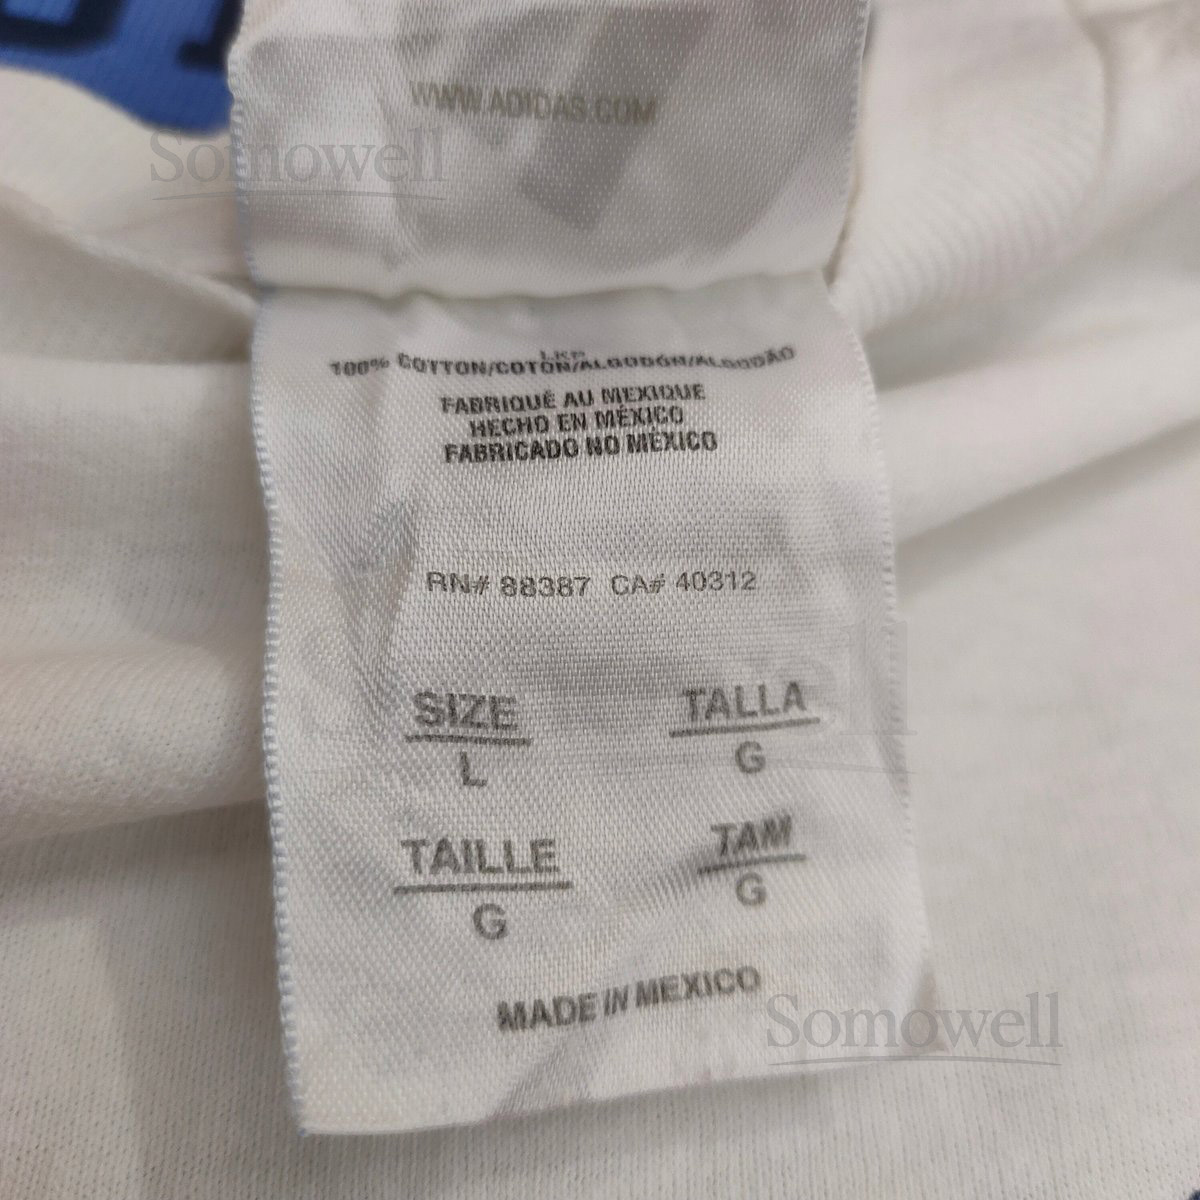 WWW.ADIDAS.COM
Somowell
100% COTTON/COTON/ALGODÓN/ALGODÃO
FABRIQUÉ AU MEXIQUE
HECHO EN MÉXICO
FABRICADO NO MÉXICO
RN# 88387 CA# 40312
SIZE TALLA
L G
TAILLE TAM
G G
MADE IN MEXICO
Somowell